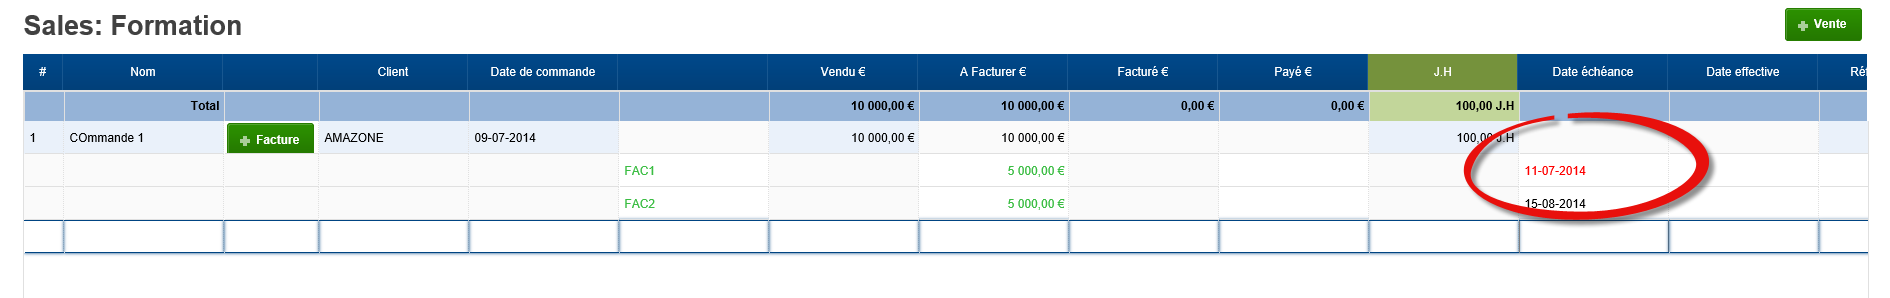 Sales: Formation
Vente
# Nom Client Date de commande Vendu € A Facturer € Facturé € Payé € J.H Date échéance Date effective
Total 10 000,00 € 10 000,00 € 0,00 € 0,00 € 100,00 J.H
1 COmmande 1 Facture AMAZONE 09-07-2014 10 000,00 € 10 000,00 € 100,00 J.H
FAC1 5 000,00 € 11-07-2014
FAC2 5 000,00 € 15-08-2014